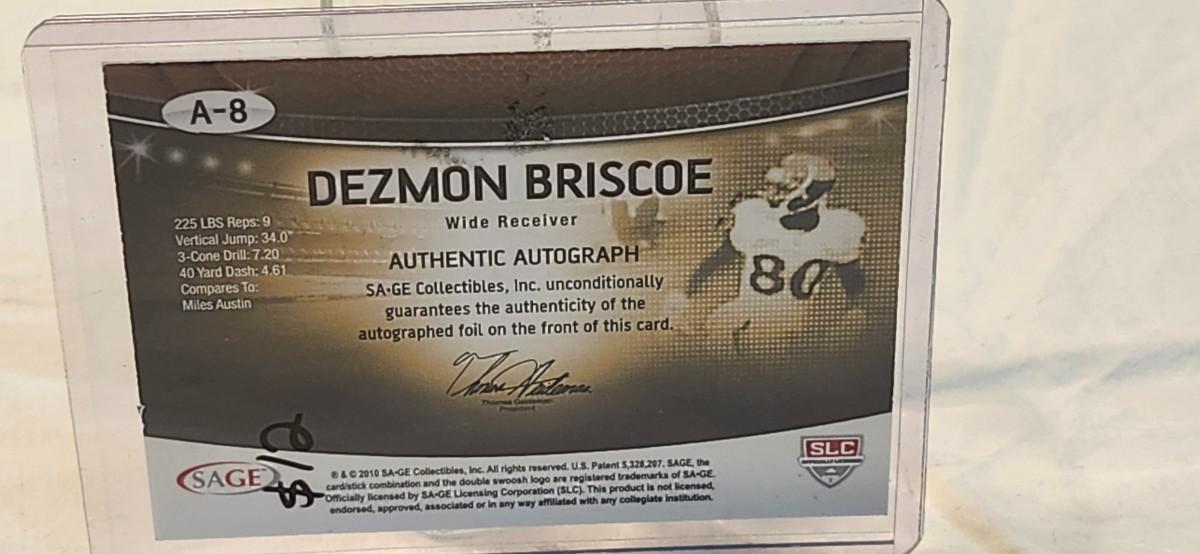 A-8
DEZMON BRISCOE
Wide Receiver
225 LBS Reps: 9
Vertical Jump: 34.0"
3-Cone Drill: 7.20
40 Yard Dash: 4.61
Compares To:
Miles Austin
AUTHENTIC AUTOGRAPH
SA•GE Collectibles, Inc. unconditionally
guarantees the authenticity of the
autographed foil on the front of this card.
President
80
SAGE
® & © 2010 SA•GE Collectibles, Inc. All rights reserved. U.S. Patent 5,328,207. SAGE, the
card/stick combination and the double swoosh logo are registered trademarks of SA•GE.
Officially licensed by SA•GE Licensing Corporation (SLC). This product is not licensed,
endorsed, approved, associated or in any way affiliated with any collegiate institution.
SLC